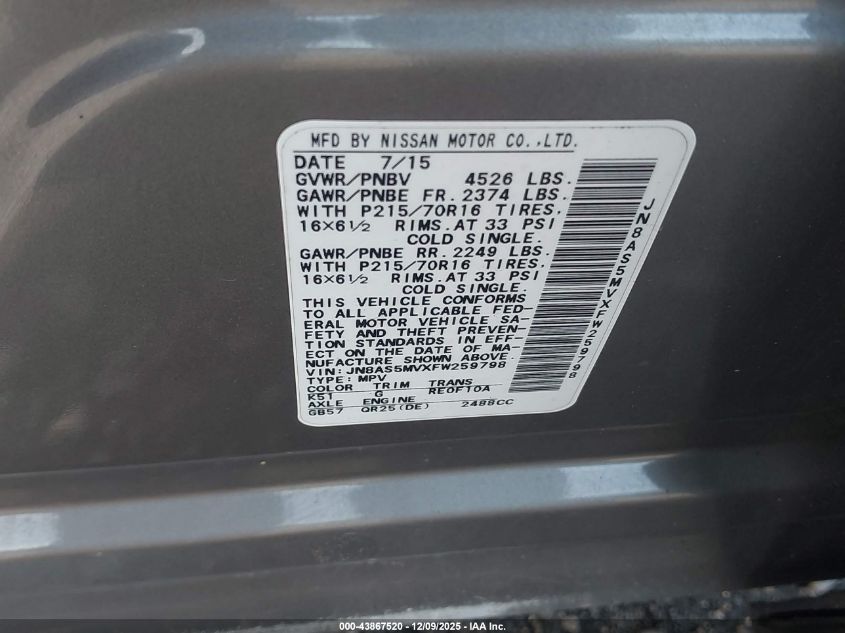 MFD BY NISSAN MOTOR CO.,LTD.
DATE 7/15
GVWR/PNBV 4526 LBS.
GAWR/PNBE FR. 2374 LBS.
WITH P215/70R16 TIRES,
16×6½ RIMS.AT 33 PSI
COLD SINGLE.
GAWR/PNBE RR. 2249 LBS.
WITH P215/70R16 TIRES,
16×6½ RIMS.AT 33 PSI
COLD SINGLE.
THIS VEHICLE CONFORMS
TO ALL APPLICABLE FED-
ERAL MOTOR VEHICLE SA-
FETY AND THEFT PREVEN-
TION STANDARDS IN EFF-
ECT ON THE DATE OF MA-
NUFACTURE SHOWN ABOVE.
VIN: JN8AS5MVXFW259798
TYPE: MPV
COLOR TRIM TRANS
K51 G RE0F10A
AXLE ENGINE
GB57 QR25(DE) 2488CC
JN8AS5MVXFW259798
000-43867520 - 12/09/2025 - IAA Inc.